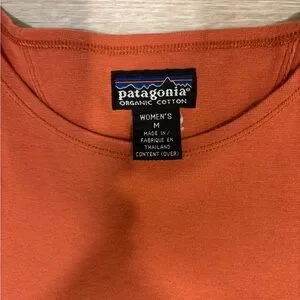 patagonia®
ORGANIC COTTON
WOMEN'S
M
MADE IN/
FABRIQUE EN
THAILAND
CONTENT (OVER)